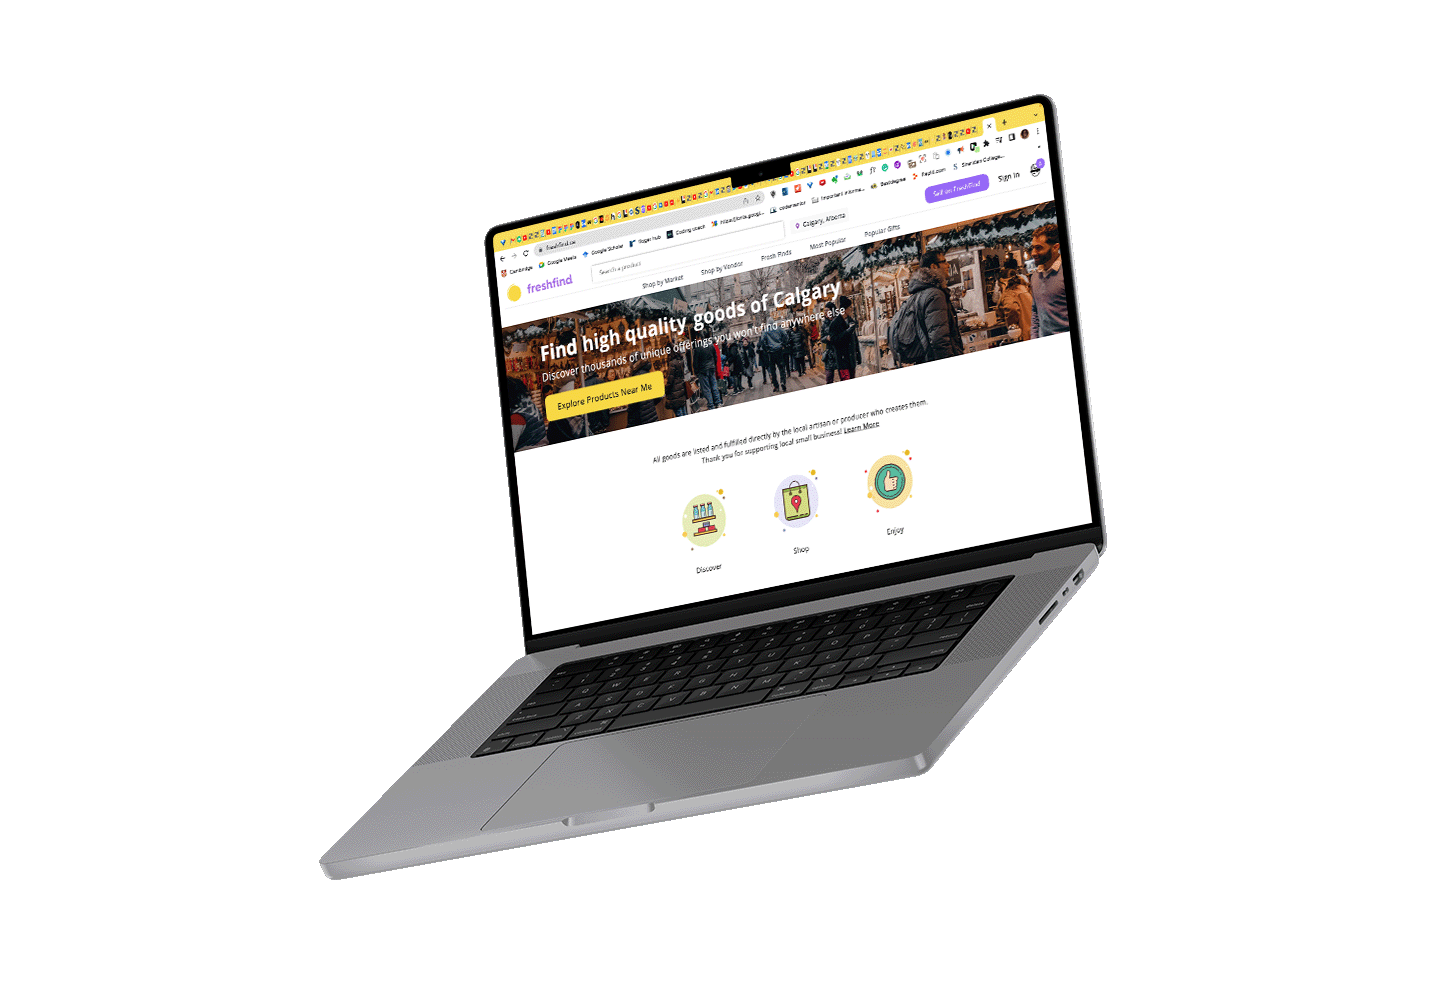 freshfind.ca
Cambridge
Google Meets
Google Scholar
Roger hub
Coding coach
codementor
Important Informa...
Bestdegree
Sheridan College...
freshfind
Search a product
Calgary, Alberta
Sell on FreshFind
Sign in
Shop by Market
Shop by Vendor
Fresh Finds
Most Popular
Popular Gifts
Find high quality goods of Calgary
Discover thousands of unique offerings you won't find anywhere else
Explore Products Near Me
All goods are listed and fulfilled directly by the local artisan or producer who creates them.
Thank you for supporting local small business! Learn More
Discover
Shop
Enjoy